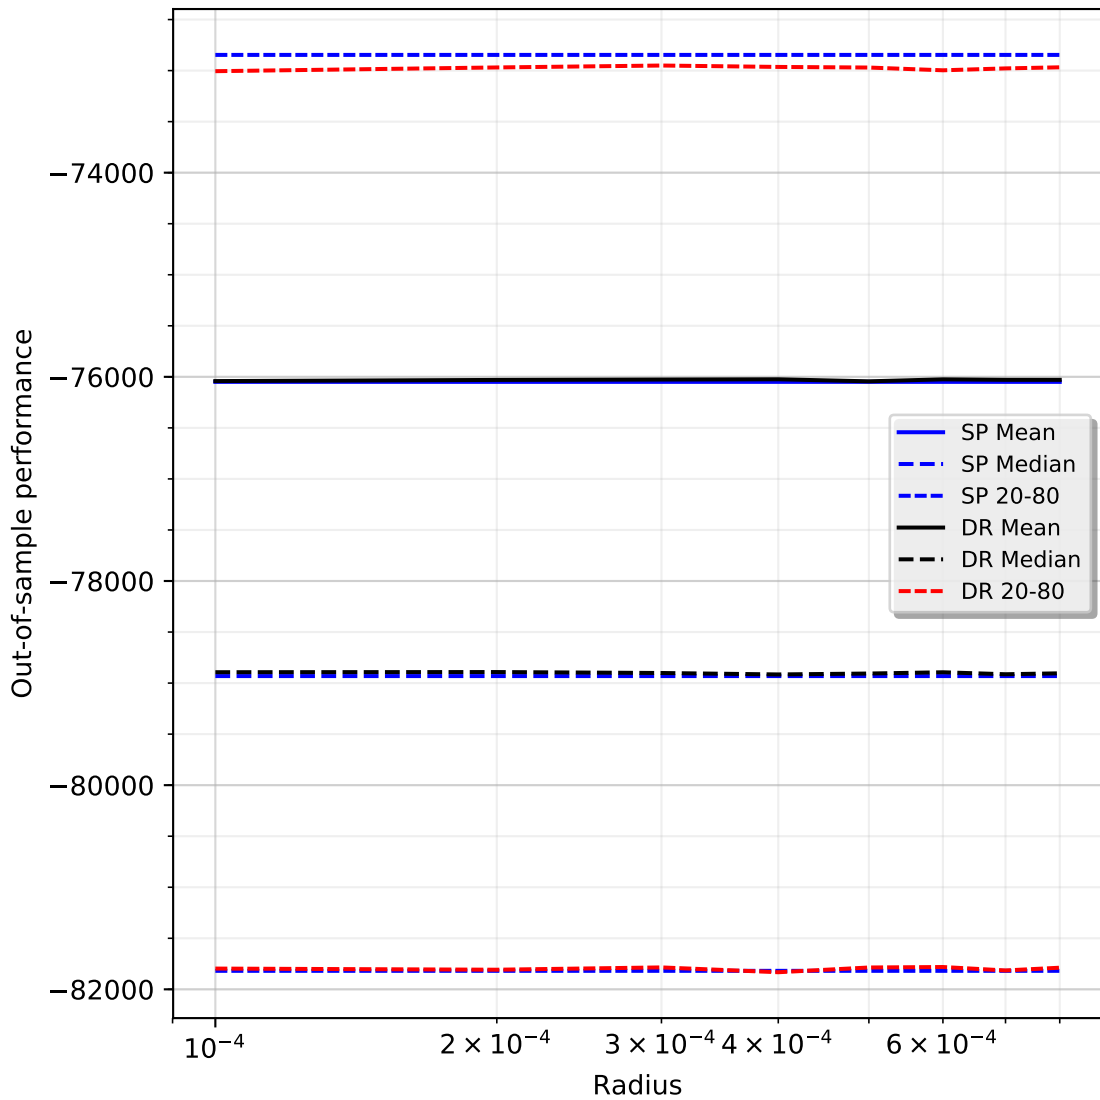 −74000
−76000
−78000
−80000
−82000
Out-of-sample performance
SP Mean
SP Median
SP 20-80
DR Mean
DR Median
DR 20-80
10⁻⁴
2 × 10⁻⁴
3 × 10⁻⁴
4 × 10⁻⁴
6 × 10⁻⁴
Radius